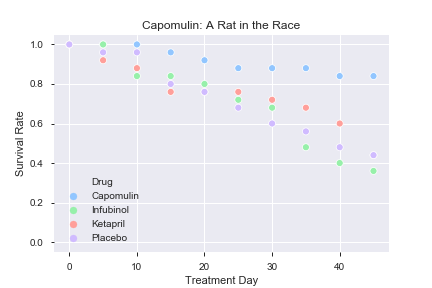 Capomulin: A Rat in the Race
1.0
0.8
0.6
0.4
0.2
0.0
Survival Rate
Drug
Capomulin
Infubinol
Ketapril
Placebo
0 10 20 30 40
Treatment Day